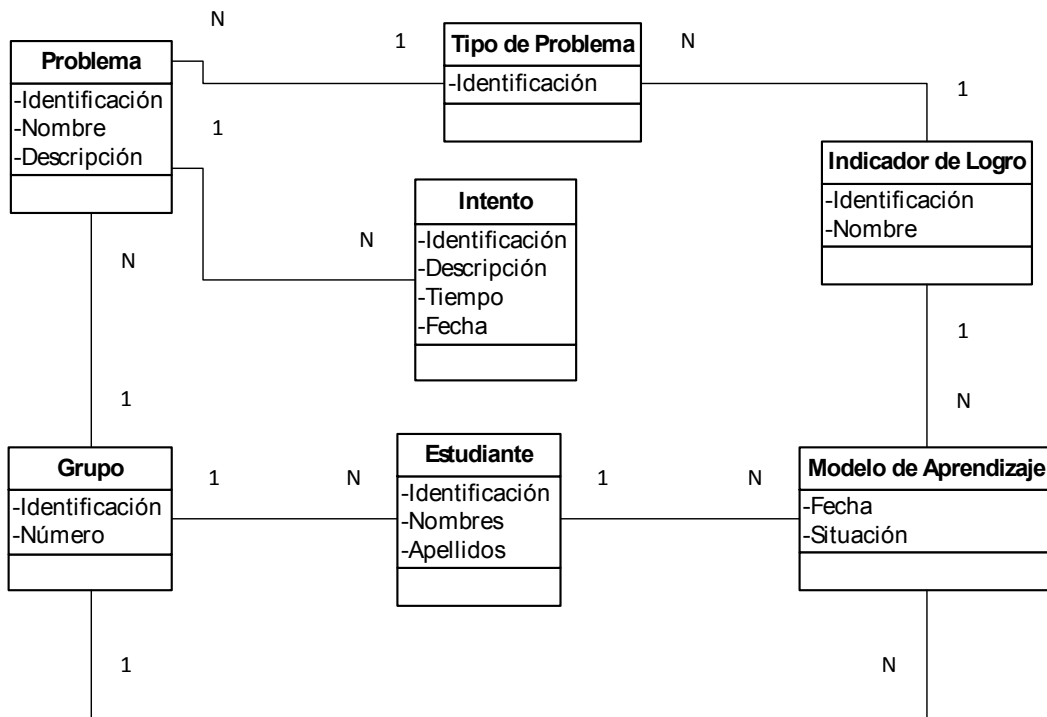 N
1
Tipo de Problema
-Identificación
N
1
Problema
-Identificación
-Nombre
-Descripción
1
N
Intento
-Identificación
-Descripción
-Tiempo
-Fecha
N
Indicador de Logro
-Identificación
-Nombre
1
N
1
Grupo
-Identificación
-Número
1
N
Estudiante
-Identificación
-Nombres
-Apellidos
1
N
Modelo de Aprendizaje
-Fecha
-Situación
1
N